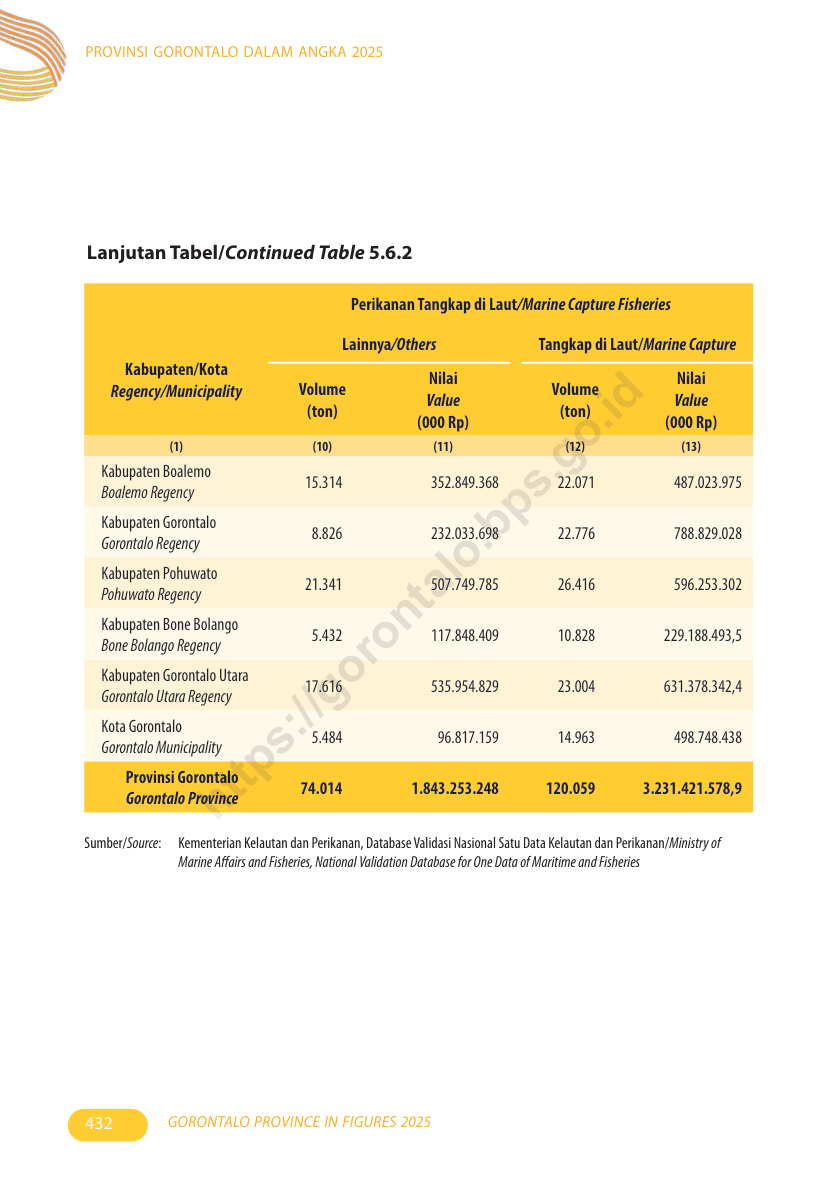 PROVINSI GORONTALO DALAM ANGKA 2025
Lanjutan Tabel/Continued Table 5.6.2
Perikanan Tangkap di Laut/Marine Capture Fisheries
Lainnya/Others Tangkap di Laut/Marine Capture
Kabupaten/Kota
Regency/Municipality
Volume
(ton)
Nilai
Value
(000 Rp)
Volume
(ton)
Nilai
Value
(000 Rp)
(1) (10) (11) (12) (13)
Kabupaten Boalemo
Boalemo Regency
15.314 352.849.368 22.071 487.023.975
Kabupaten Gorontalo
Gorontalo Regency
8.826 232.033.698 22.776 788.829.028
Kabupaten Pohuwato
Pohuwato Regency
21.341 507.749.785 26.416 596.253.302
Kabupaten Bone Bolango
Bone Bolango Regency
5.432 117.848.409 10.828 229.188.493,5
Kabupaten Gorontalo Utara
Gorontalo Utara Regency
17.616 535.954.829 23.004 631.378.342,4
Kota Gorontalo
Gorontalo Municipality
5.484 96.817.159 14.963 498.748.438
Provinsi Gorontalo
Gorontalo Province
74.014 1.843.253.248 120.059 3.231.421.578,9
https://gorontalo.bps.go.id
Sumber/Source: Kementerian Kelautan dan Perikanan, Database Validasi Nasional Satu Data Kelautan dan Perikanan/Ministry of
Marine Affairs and Fisheries, National Validation Database for One Data of Maritime and Fisheries
432 GORONTALO PROVINCE IN FIGURES 2025